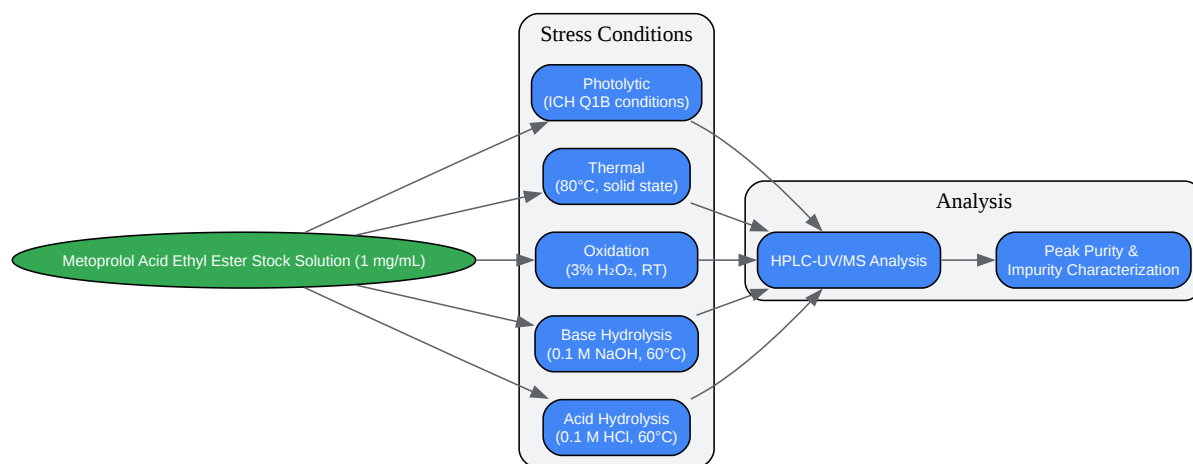 Stress Conditions
Photolytic
(ICH Q1B conditions)
Thermal
(80°C, solid state)
Analysis
Metoprolol Acid Ethyl Ester Stock Solution (1 mg/mL)
Oxidation
(3% H₂O₂, RT)
HPLC-UV/MS Analysis
Peak Purity &
Impurity Characterization
Base Hydrolysis
(0.1 M NaOH, 60°C)
Acid Hydrolysis
(0.1 M HCl, 60°C)